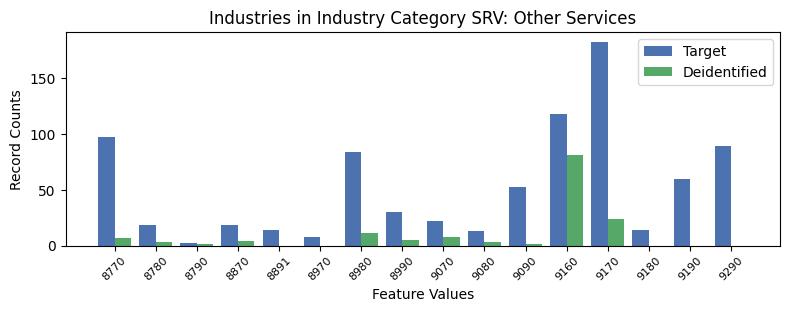 Industries in Industry Category SRV: Other Services
Target
Deidentified
Record Counts
150
100
50
0
8770 8780 8790 8870 8891 8970 8980 8990 9070 9080 9090 9160 9170 9180 9190 9290
Feature Values